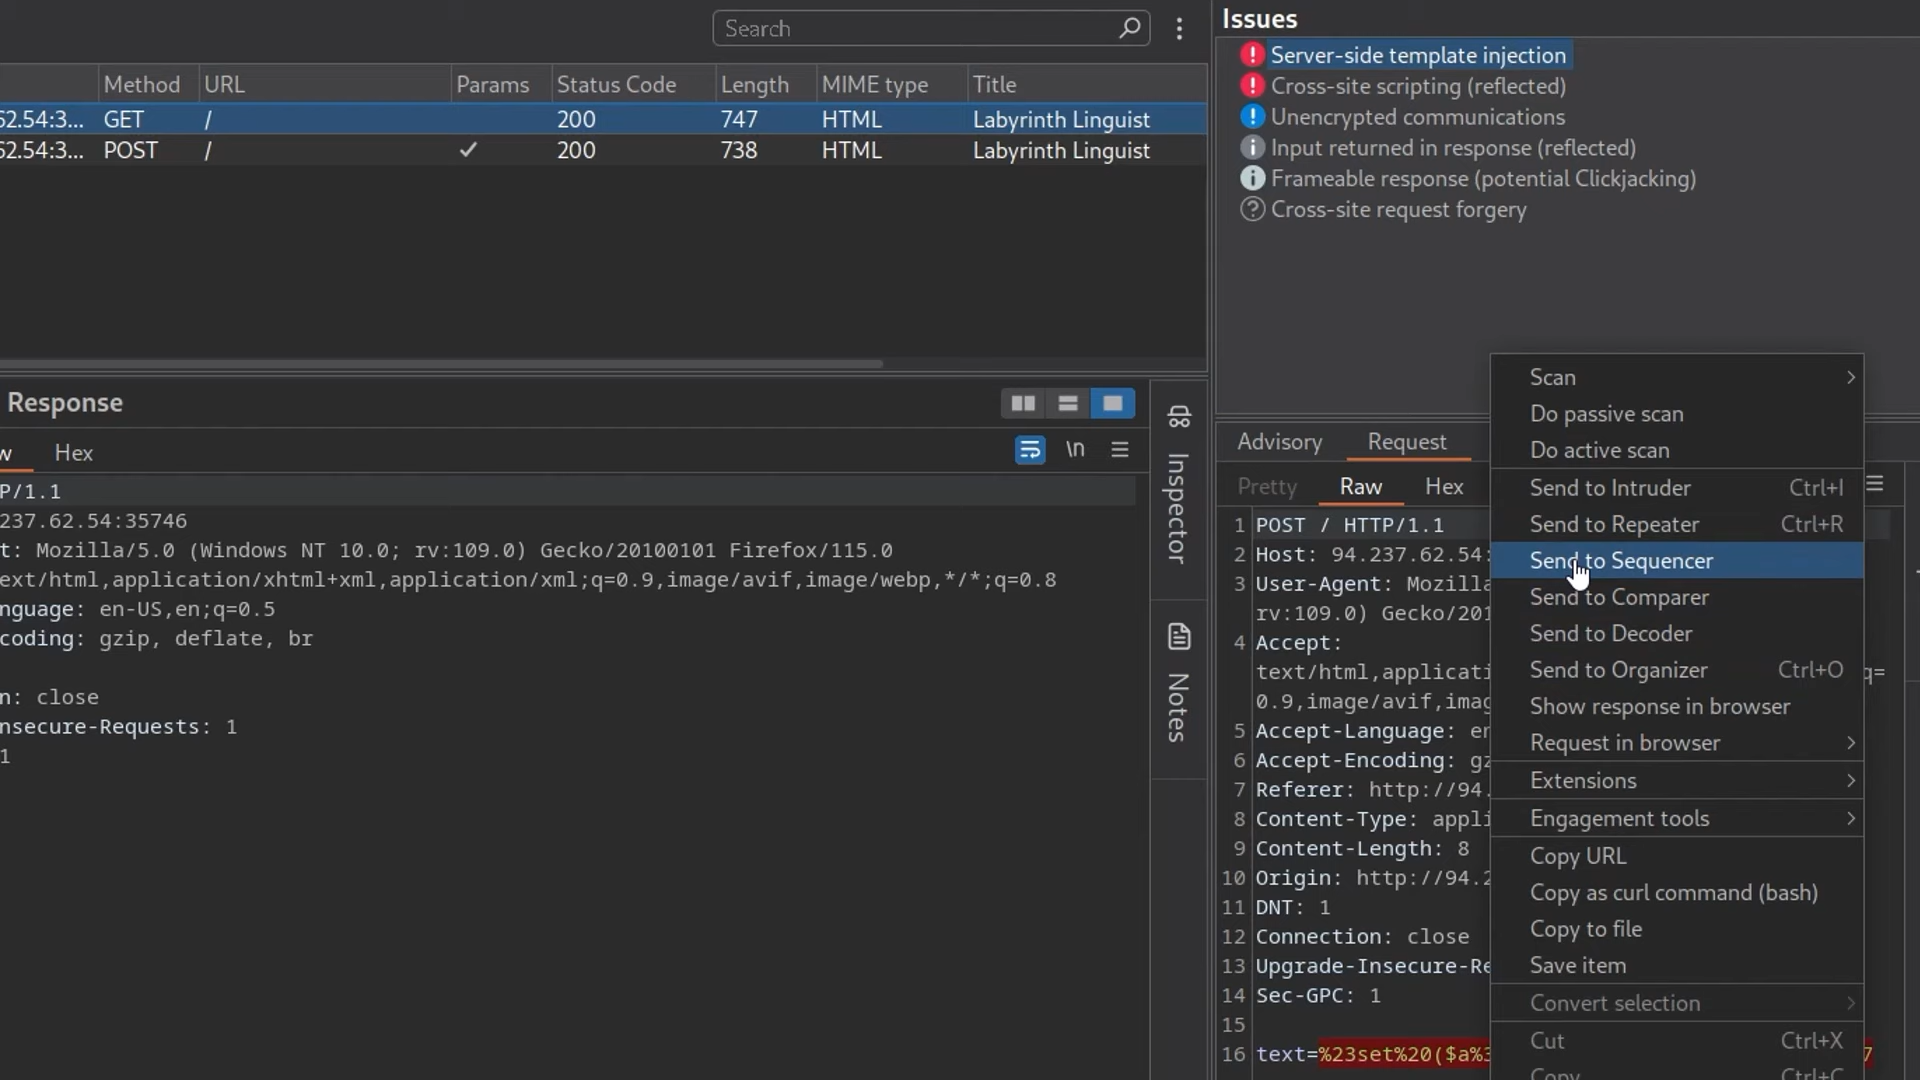 Search
Issues
Server-side template injection
Cross-site scripting (reflected)
Unencrypted communications
Input returned in response (reflected)
Frameable response (potential Clickjacking)
Cross-site request forgery
Method URL Params Status Code Length MIME type Title
62.54:3... GET / 200 747 HTML Labyrinth Linguist
62.54:3... POST / 200 738 HTML Labyrinth Linguist
Response
w Hex \n
P/1.1
237.62.54:35746
t: Mozilla/5.0 (Windows NT 10.0; rv:109.0) Gecko/20100101 Firefox/115.0
ext/html,application/xhtml+xml,application/xml;q=0.9,image/avif,image/webp,*/*;q=0.8
nguage: en-US,en;q=0.5
coding: gzip, deflate, br
n: close
nsecure-Requests: 1
1
Inspector
Notes
Advisory Request
Pretty Raw Hex
1 POST / HTTP/1.1
2 Host: 94.237.62.54:
3 User-Agent: Mozilla
rv:109.0) Gecko/201
4 Accept:
text/html,applicati q=
0.9,image/avif,imag
5 Accept-Language: en
6 Accept-Encoding: gz
7 Referer: http://94.
8 Content-Type: appli
9 Content-Length: 8
10 Origin: http://94.2
11 DNT: 1
12 Connection: close
13 Upgrade-Insecure-Re
14 Sec-GPC: 1
15
16 text=%23set%20($a%3 7
Scan
Do passive scan
Do active scan
Send to Intruder Ctrl+I
Send to Repeater Ctrl+R
Send to Sequencer
Send to Comparer
Send to Decoder
Send to Organizer Ctrl+O
Show response in browser
Request in browser
Extensions
Engagement tools
Copy URL
Copy as curl command (bash)
Copy to file
Save item
Convert selection
Cut Ctrl+X
Copy Ctrl+C